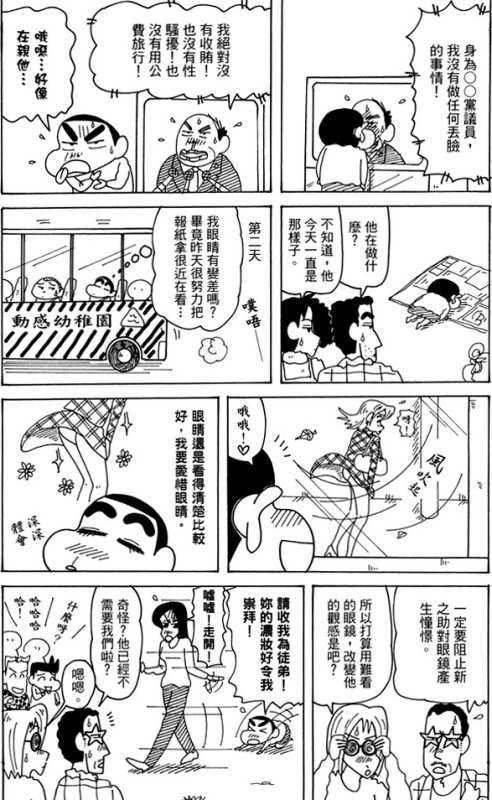 身為○○黨議員，
我沒有做任何丟臉
的事情！
我絕對沒
有收賄！
也沒有性
騷擾！也
沒有用公
費旅行！
好像
在親他…
他在做什
麼？
不知道，他
今天一直是
那樣子。
第二天
噗唔
我眼睛有變差嗎？
畢竟昨天很努力把
報紙拿很近在看…
動感幼稚園
呀！
風吹起
哦哦！♡
眼睛還是看得清楚比較
好，我要愛惜眼睛。
深深
體會
一定要阻止新
之助對眼鏡產
生憧憬。
所以打算用難看
的眼鏡，改變他
的觀感是吧？
請收我為徒弟！
妳的濃妝好令我
崇拜！
噓噓！走開！
奇怪？他已經不
需要我們啦？
嗯嗯。
什麼呀？
哈哈哈
哈哈